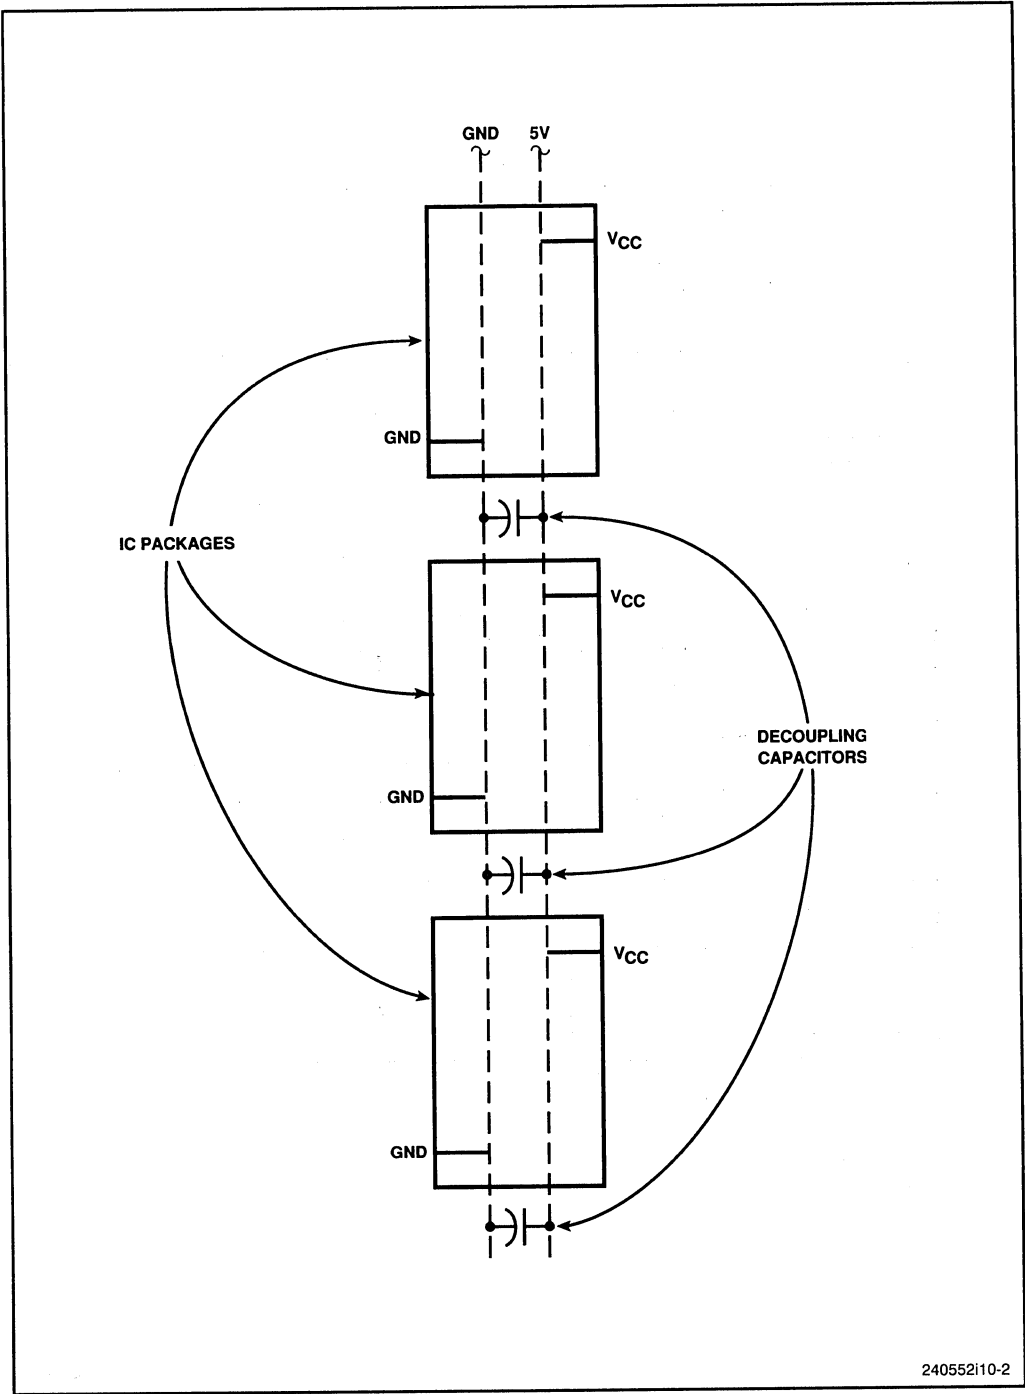 GND 5V
VCC
GND
IC PACKAGES
VCC
DECOUPLING
CAPACITORS
GND
VCC
GND
240552i10-2